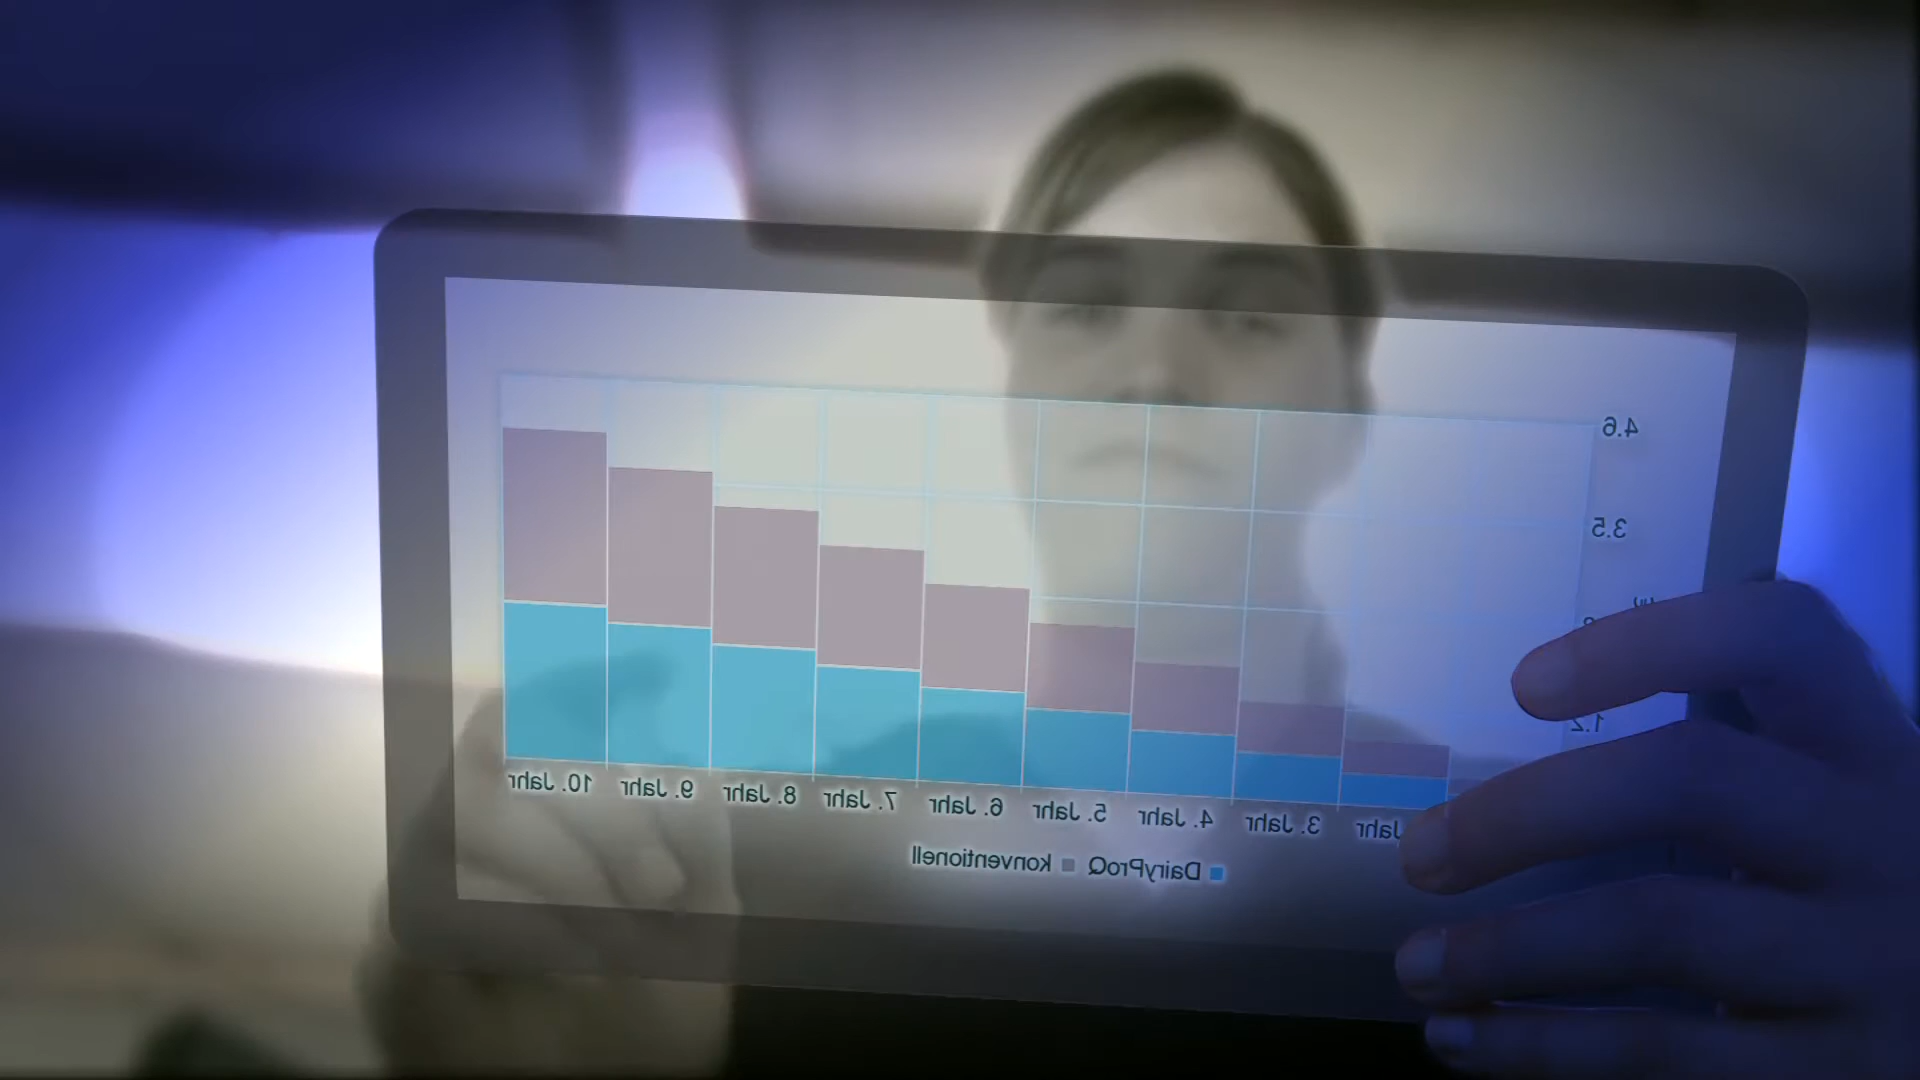 4.6
3.5
1.2
10. Jahr 9. Jahr 8. Jahr 7. Jahr 6. Jahr 5. Jahr 4. Jahr 3. Jahr Jahr
konventionell DairyProQ